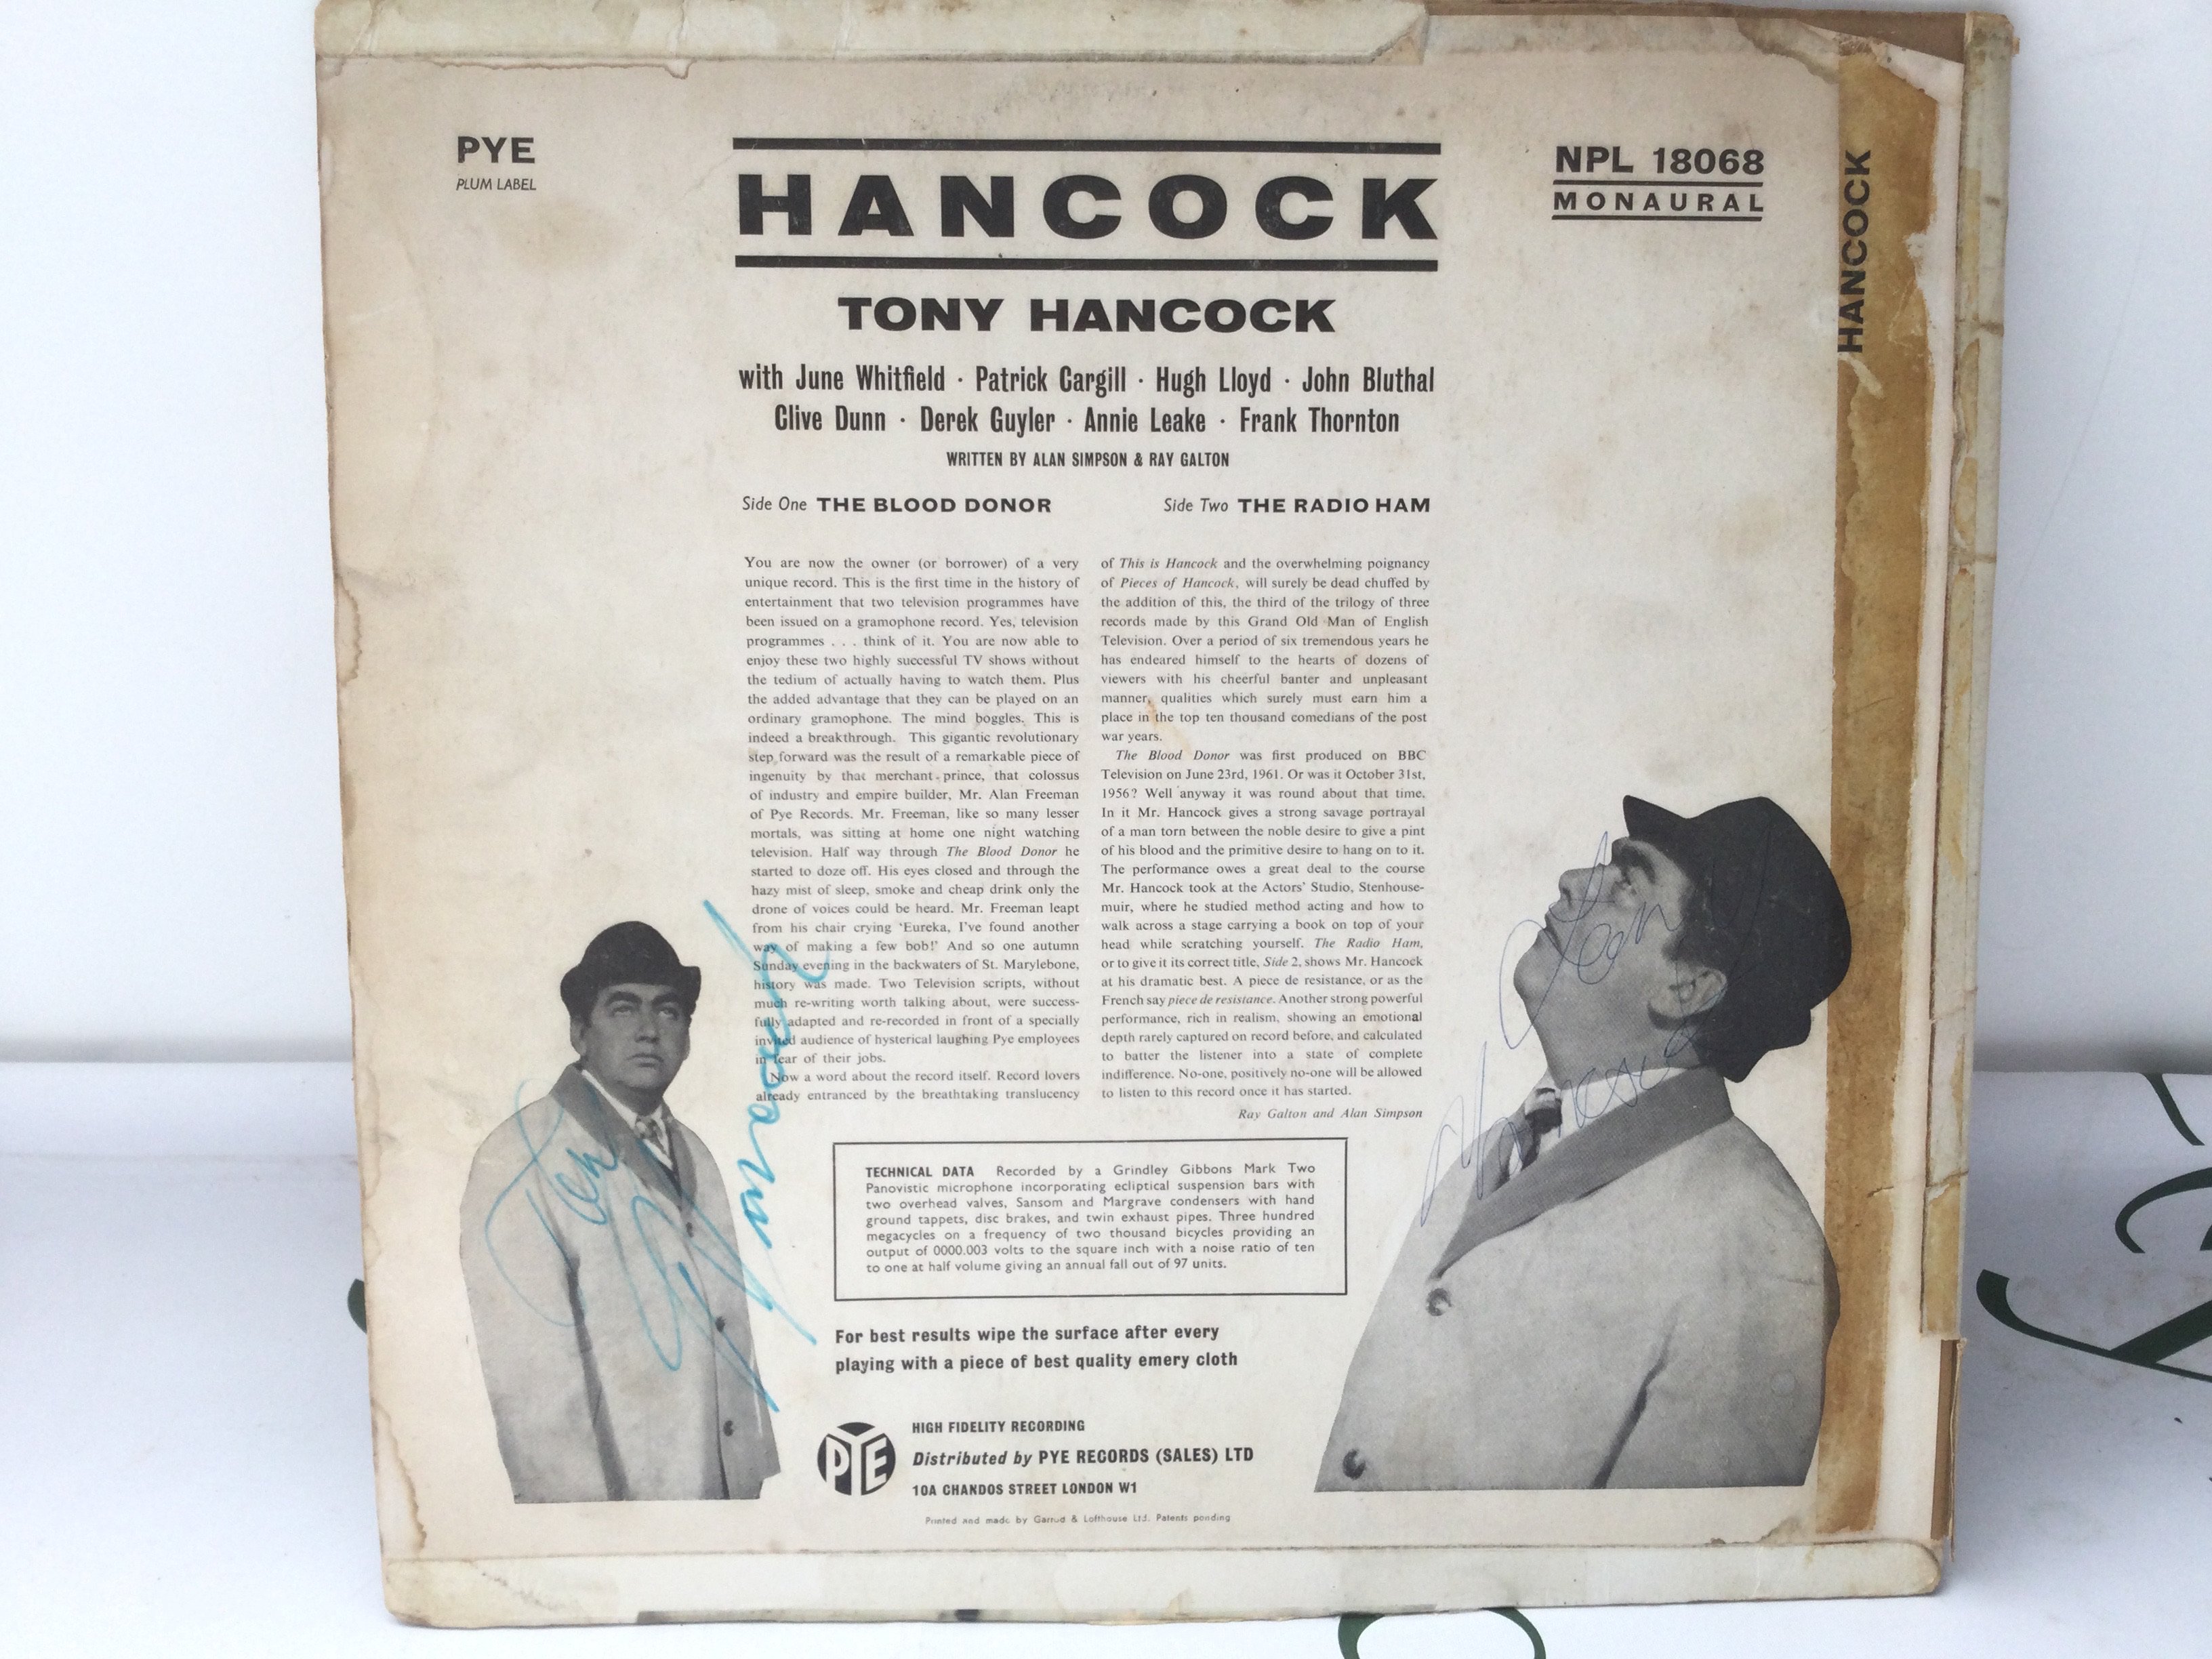 PYE
PLUM LABEL
HANCOCK
NPL 18068
MONAURAL
HANCOCK
TONY HANCOCK
with June Whitfield · Patrick Cargill · Hugh Lloyd · John Bluthal
Clive Dunn · Derek Guyler · Annie Leake · Frank Thornton
WRITTEN BY ALAN SIMPSON & RAY GALTON
Side One THE BLOOD DONOR
Side Two THE RADIO HAM
You are now the owner (or borrower) of a very
unique record. This is the first time in the history of
entertainment that two television programmes have
been issued on a gramophone record. Yes, television
programmes . . . think of it. You are now able to
enjoy these two highly successful TV shows without
the tedium of actually having to watch them. Plus
the added advantage that they can be played on an
ordinary gramophone. The mind boggles. This is
indeed a breakthrough. This gigantic revolutionary
step forward was the result of a remarkable piece of
ingenuity by that merchant-prince, that colossus
of industry and empire builder, Mr. Alan Freeman
of Pye Records. Mr. Freeman, like so many lesser
mortals, was sitting at home one night watching
television. Half way through The Blood Donor he
started to doze off. His eyes closed and through the
hazy mist of sleep, smoke and cheap drink only the
drone of voices could be heard. Mr. Freeman leapt
from his chair crying 'Eureka, I've found another
way of making a few bob!' And so one autumn
Sunday evening in the backwaters of St. Marylebone,
history was made. Two Television scripts, without
much re-writing worth talking about, were success-
fully adapted and re-recorded in front of a specially
invited audience of hysterical laughing Pye employees
in fear of their jobs.
Now a word about the record itself. Record lovers
already entranced by the breathtaking translucency
of This is Hancock and the overwhelming poignancy
of Pieces of Hancock, will surely be dead chuffed by
the addition of this, the third of the trilogy of three
records made by this Grand Old Man of English
Television. Over a period of six tremendous years he
has endeared himself to the hearts of dozens of
viewers with his cheerful banter and unpleasant
manner, qualities which surely must earn him a
place in the top ten thousand comedians of the post
war years.
The Blood Donor was first produced on BBC
Television on June 23rd, 1961. Or was it October 31st,
1956? Well anyway it was round about that time.
In it Mr. Hancock gives a strong savage portrayal
of a man torn between the noble desire to give a pint
of his blood and the primitive desire to hang on to it.
The performance owes a great deal to the course
Mr. Hancock took at the Actors' Studio, Stenhouse-
muir, where he studied method acting and how to
walk across a stage carrying a book on top of your
head while scratching yourself. The Radio Ham,
or to give it its correct title, Side 2, shows Mr. Hancock
at his dramatic best. A piece de resistance, or as the
French say piece de resistance. Another strong powerful
performance, rich in realism, showing an emotional
depth rarely captured on record before, and calculated
to batter the listener into a state of complete
indifference. No-one, positively no-one will be allowed
to listen to this record once it has started.
Ray Galton and Alan Simpson
TECHNICAL DATA Recorded by a Grindley Gibbons Mark Two
Panovistic microphone incorporating ecliptical suspension bars with
two overhead valves, Sansom and Margrave condensers with hand
ground tappets, disc brakes, and twin exhaust pipes. Three hundred
megacycles on a frequency of two thousand bicycles providing an
output of 0000.003 volts to the square inch with a noise ratio of ten
to one at half volume giving an annual fall out of 97 units.
For best results wipe the surface after every
playing with a piece of best quality emery cloth
PYE
HIGH FIDELITY RECORDING
Distributed by PYE RECORDS (SALES) LTD
10A CHANDOS STREET LONDON W1
Printed and made by Garrod & Lofthouse Ltd. Patents pending